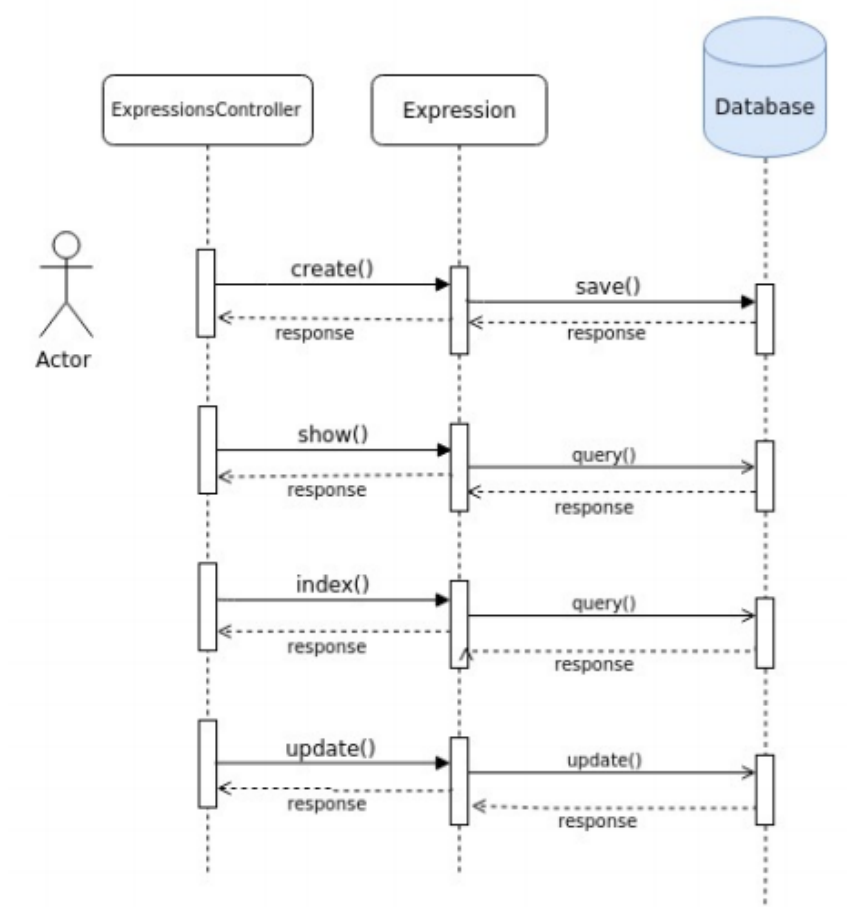 ExpressionsController
Expression
Database
Actor
create()
save()
response
response
show()
query()
response
response
index()
query()
response
response
update()
update()
response
response